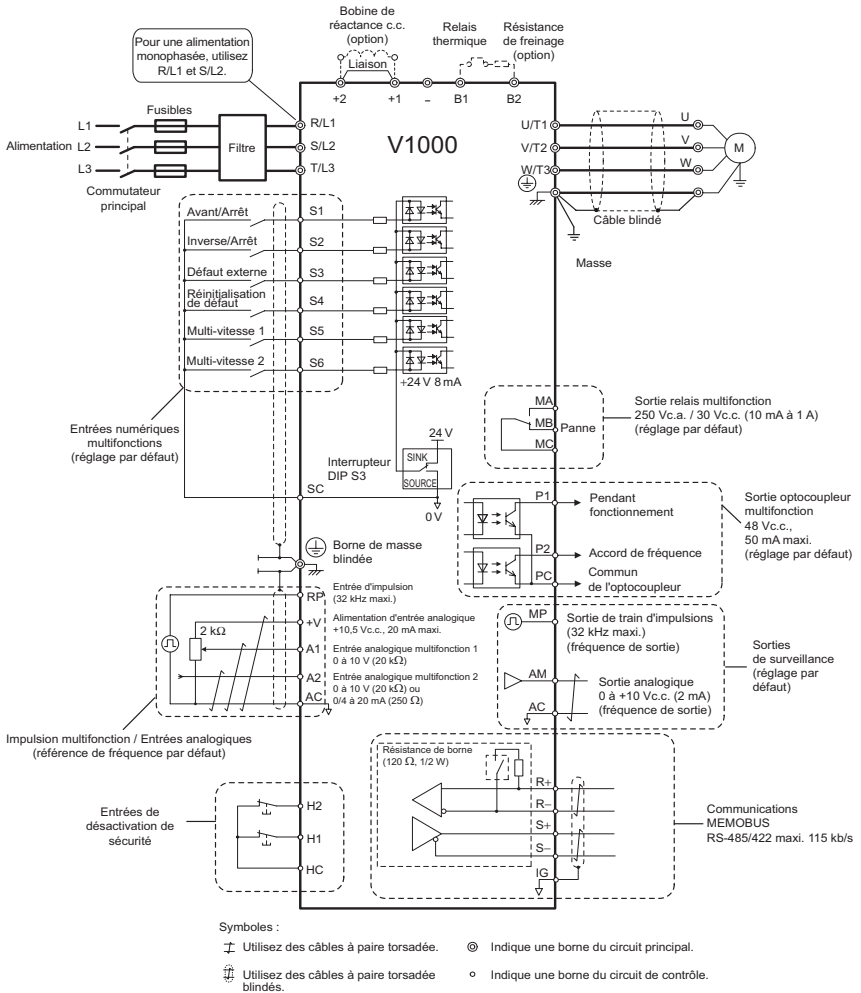 Bobine de
réactance c.c.
(option)
Liaison
Relais
thermique
Résistance
de freinage
(option)
Pour une alimentation
monophasée, utilisez
R/L1 et S/L2.
+2
+1
–
B1
B2
Fusibles
L1
Alimentation L2
L3
Filtre
R/L1
S/L2
T/L3
V1000
U/T1
V/T2
W/T3
U
V
W
M
Commutateur
principal
Câble blindé
Masse
Avant/Arrêt
S1
Inverse/Arrêt
S2
Défaut externe
S3
Réinitialisation
de défaut
S4
Multi-vitesse 1
S5
Multi-vitesse 2
S6
+24 V 8 mA
Entrées numériques
multifonctions
(réglage par défaut)
24 V
SINK
Interrupteur
DIP S3
SOURCE
SC
0 V
MA
MB
MC
Panne
Sortie relais multifonction
250 Vc.a. / 30 Vc.c. (10 mA à 1 A)
(réglage par défaut)
P1
Pendant
fonctionnement
P2
Accord de fréquence
PC
Commun
de l'optocoupleur
Sortie optocoupleur
multifonction
48 Vc.c.,
50 mA maxi.
(réglage par défaut)
Borne de masse
blindée
RP
Entrée d'impulsion
(32 kHz maxi.)
+V
Alimentation d'entrée analogique
+10,5 Vc.c., 20 mA maxi.
2 kΩ
A1
Entrée analogique multifonction 1
0 à 10 V (20 kΩ)
A2
Entrée analogique multifonction 2
0 à 10 V (20 kΩ) ou
0/4 à 20 mA (250 Ω)
AC
Impulsion multifonction / Entrées analogiques
(référence de fréquence par défaut)
MP
Sortie de train d'impulsions
(32 kHz maxi.)
(fréquence de sortie)
AM
Sortie analogique
0 à +10 Vc.c. (2 mA)
(fréquence de sortie)
AC
Sorties
de surveillance
(réglage par
défaut)
Entrées de
désactivation de
sécurité
H2
H1
HC
Résistance de borne
(120 Ω, 1/2 W)
R+
R–
S+
S–
IG
Communications
MEMOBUS
RS-485/422 maxi. 115 kb/s
Symboles :
Utilisez des câbles à paire torsadée.
Indique une borne du circuit principal.
Utilisez des câbles à paire torsadée
blindés.
Indique une borne du circuit de contrôle.